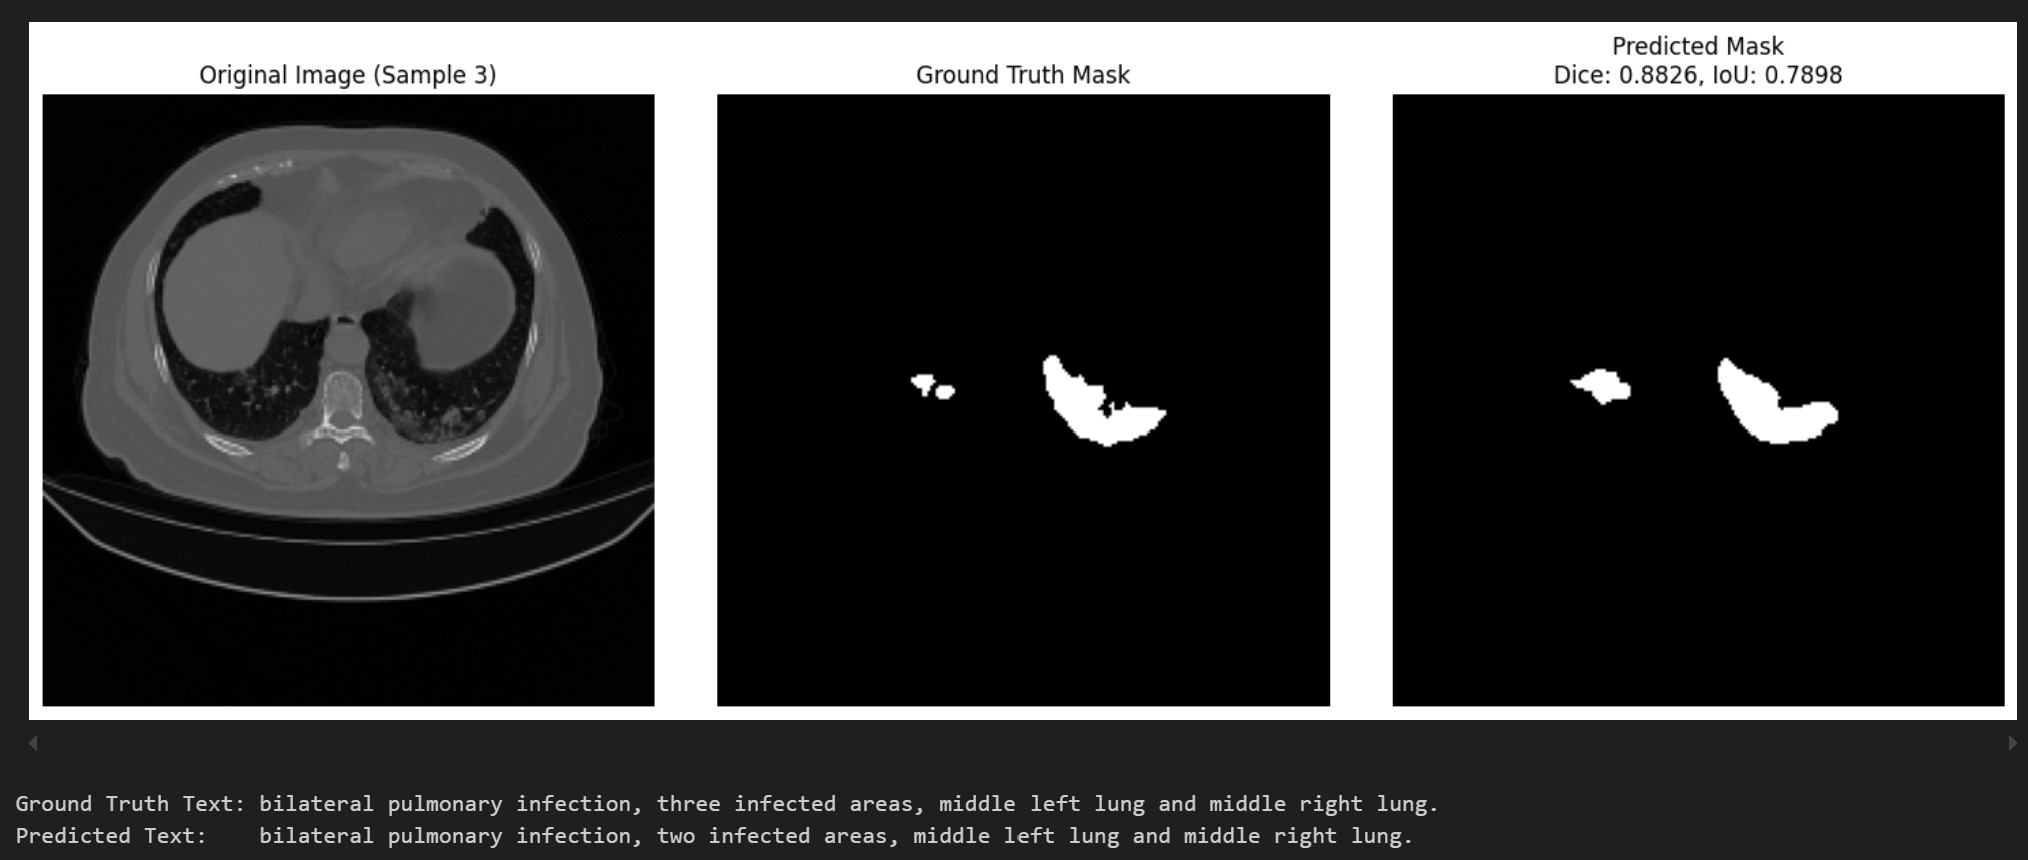 Original Image (Sample 3)
Ground Truth Mask
Predicted Mask
Dice: 0.8826, IoU: 0.7898
Ground Truth Text: bilateral pulmonary infection, three infected areas, middle left lung and middle right lung.
Predicted Text:    bilateral pulmonary infection, two infected areas, middle left lung and middle right lung.